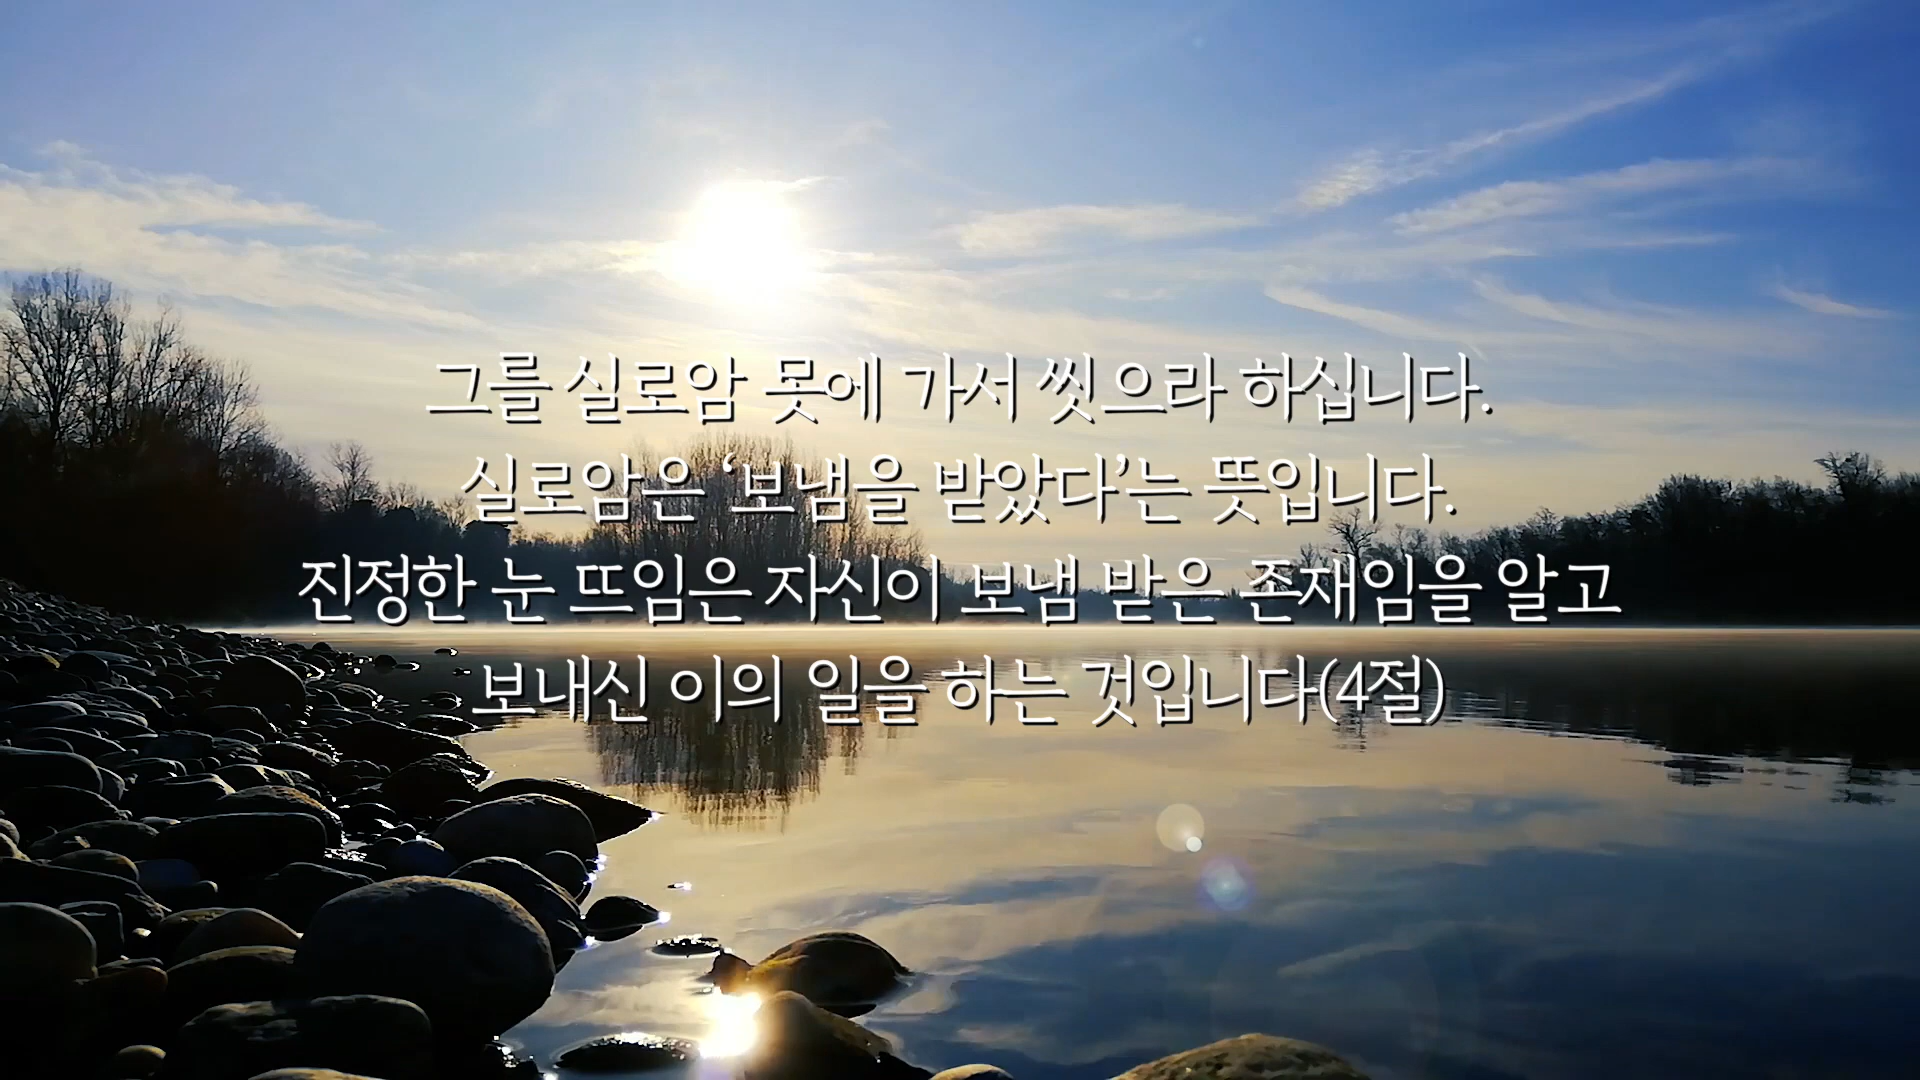 그를 실로암 못에 가서 씻으라 하십니다.
실로암은 ‘보냄을 받았다’는 뜻입니다.
진정한 눈 뜨임은 자신이 보냄 받은 존재임을 알고
보내신 이의 일을 하는 것입니다(4절)